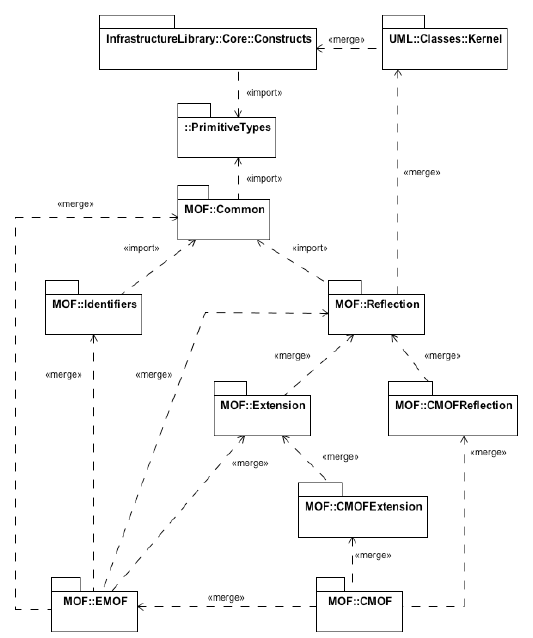 InfrastructureLibrary::Core::Constructs
«merge»
UML::Classes::Kernel
«import»
::PrimitiveTypes
«import»
«merge»
«merge»
MOF::Common
«import»
«import»
MOF::Identifiers
MOF::Reflection
«merge»
«merge»
«merge»
«merge»
MOF::Extension
MOF::CMOFReflection
«merge»
«merge»
«merge»
MOF::CMOFExtension
«merge»
MOF::EMOF
«merge»
MOF::CMOF